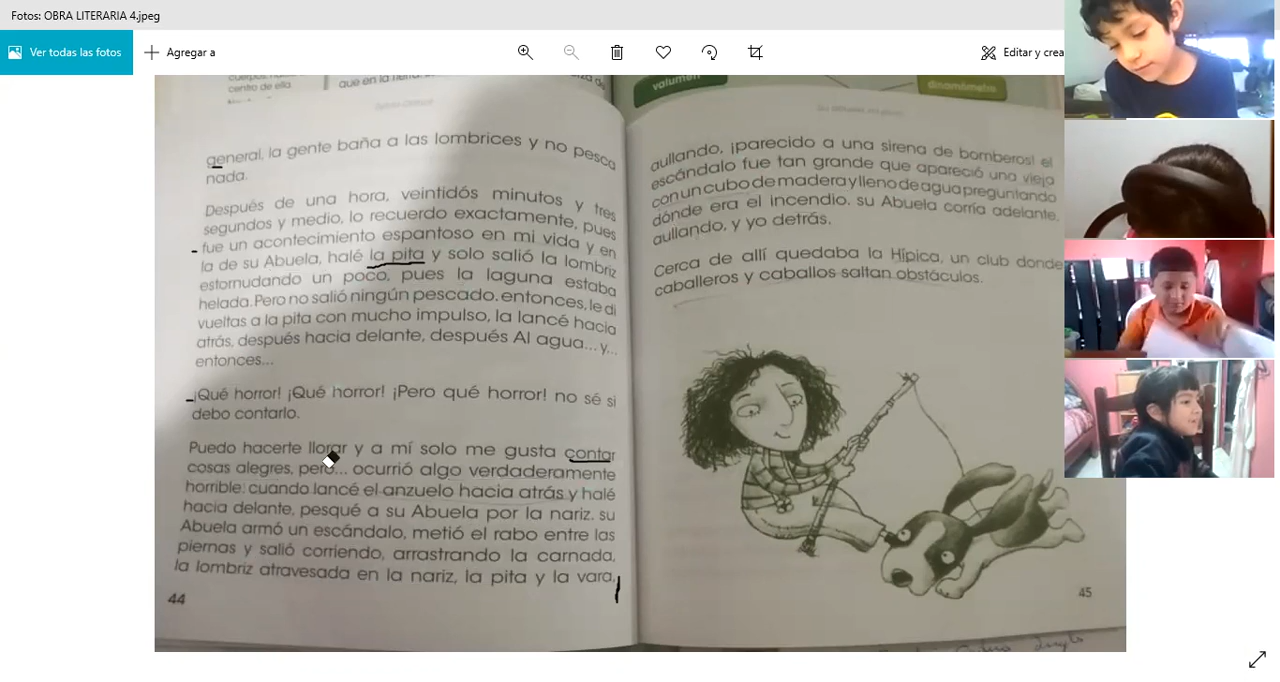 Fotos: OBRA LITERARIA 4.jpeg
Ver todas las fotos
Agregar a
Editar y crea
centro de ella
que en la
volumen
dinamómetro
general, la gente baña a las lombrices y no pesca
nada.
Después de una hora, veintidós minutos y tres
segundos y medio, lo recuerdo exactamente, pues
fue un acontecimiento espantoso en mi vida y en
la de su Abuela, halé la pita y solo salió la lombriz
estornudando un poco, pues la laguna estaba
helada. Pero no salió ningún pescado. entonces, le di
vueltas a la pita con mucho impulso, la lancé hacia
atrás, después hacia delante, después Al agua... y...
entonces...
¡Qué horror! ¡Qué horror! ¡Pero qué horror! no sé si
debo contarlo.
Puedo hacerte llorar y a mí solo me gusta contar
cosas alegres, pero... ocurrió algo verdaderamente
horrible: cuando lancé el anzuelo hacia atrás y halé
hacia delante, pesqué a su Abuela por la nariz. su
Abuela armó un escándalo, metió el rabo entre las
piernas y salió corriendo, arrastrando la carnada,
la lombriz atravesada en la nariz, la pita y la vara,
44
aullando, ¡parecido a una sirena de bomberos! el
escándalo fue tan grande que apareció una vieja
con un cubo de madera y lleno de agua preguntando
dónde era el incendio. su Abuela corría adelante,
aullando, y yo detrás.
Cerca de allí quedaba la Hípica, un club donde
caballeros y caballos saltan obstáculos.
45